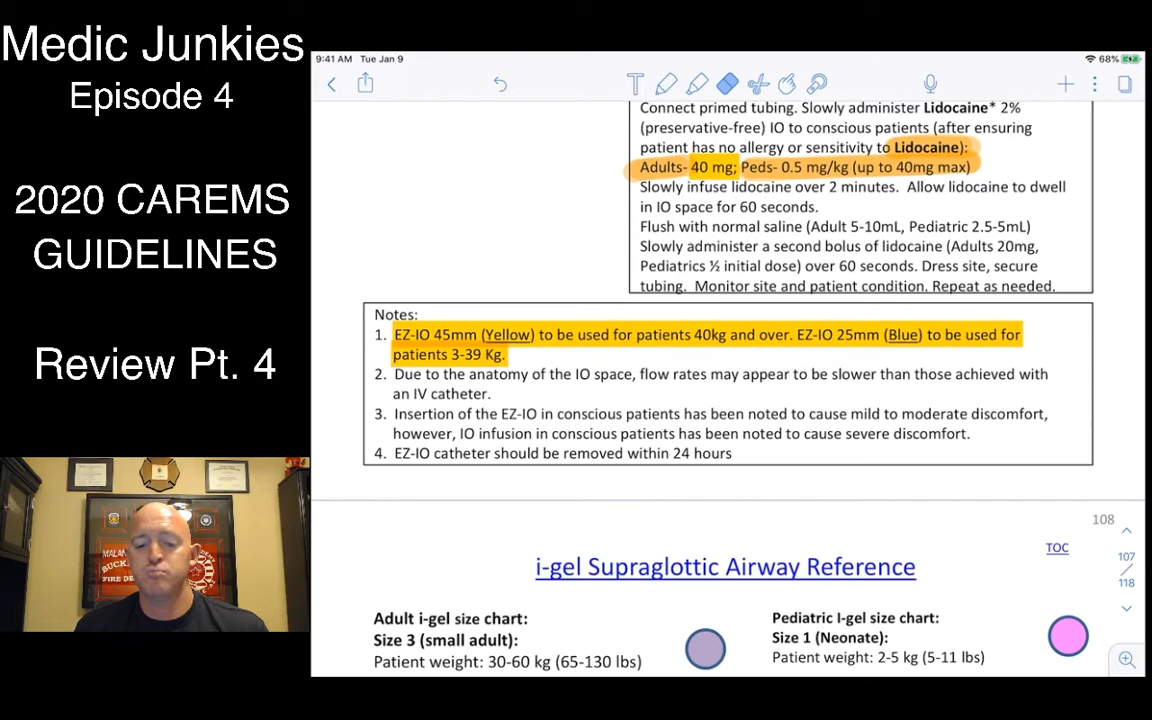 Medic Junkies
Episode 4
2020 CAREMS
GUIDELINES
Review Pt. 4
9:41 AM Tue Jan 9
68%
Connect primed tubing. Slowly administer Lidocaine* 2%
(preservative-free) IO to conscious patients (after ensuring
patient has no allergy or sensitivity to Lidocaine):
Adults- 40 mg; Peds- 0.5 mg/kg (up to 40mg max)
Slowly infuse lidocaine over 2 minutes. Allow lidocaine to dwell
in IO space for 60 seconds.
Flush with normal saline (Adult 5-10mL, Pediatric 2.5-5mL)
Slowly administer a second bolus of lidocaine (Adults 20mg,
Pediatrics ½ initial dose) over 60 seconds. Dress site, secure
tubing. Monitor site and patient condition. Repeat as needed.
Notes:
1. EZ-IO 45mm (Yellow) to be used for patients 40kg and over. EZ-IO 25mm (Blue) to be used for
patients 3-39 Kg.
2. Due to the anatomy of the IO space, flow rates may appear to be slower than those achieved with
an IV catheter.
3. Insertion of the EZ-IO in conscious patients has been noted to cause mild to moderate discomfort,
however, IO infusion in conscious patients has been noted to cause severe discomfort.
4. EZ-IO catheter should be removed within 24 hours
108
TOC
107
118
i-gel Supraglottic Airway Reference
Adult i-gel size chart:
Size 3 (small adult):
Patient weight: 30-60 kg (65-130 lbs)
Pediatric I-gel size chart:
Size 1 (Neonate):
Patient weight: 2-5 kg (5-11 lbs)